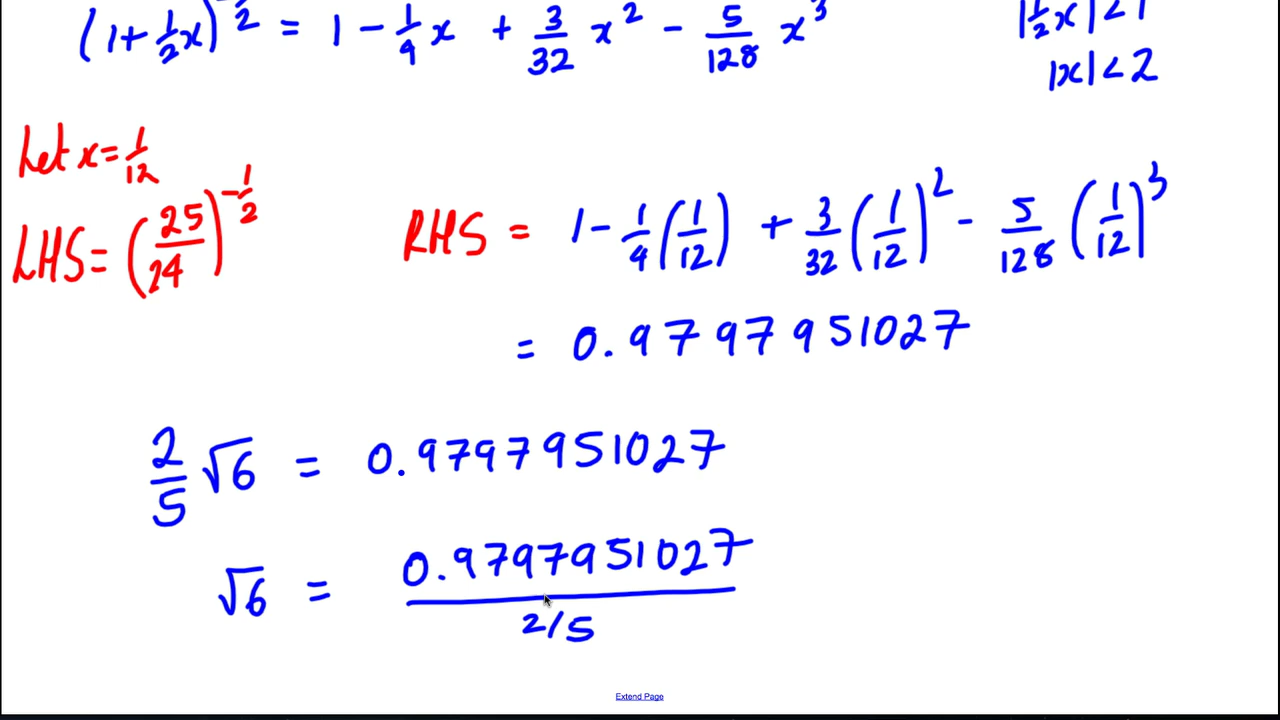 (1+½x)^-½ = 1 - 1/4 x + 3/32 x² - 5/128 x³
|½x| < 1
|x| < 2
Let x = 1/12
LHS = (25/24)^-½
RHS = 1 - 1/4 (1/12) + 3/32 (1/12)² - 5/128 (1/12)³
= 0.9797951027
2/5 √6 = 0.9797951027
√6 = 0.9797951027
2/5
Extend Page